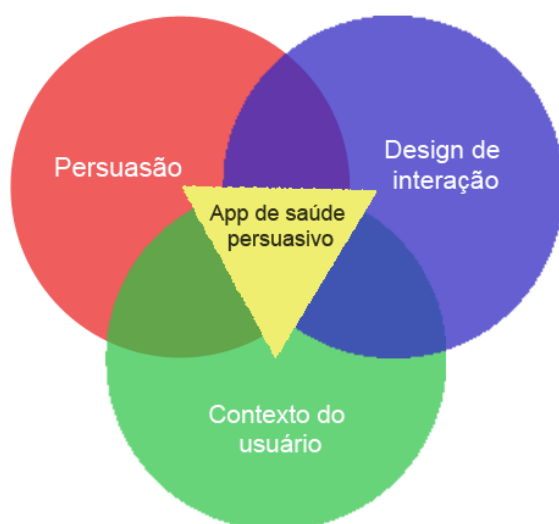 Persuasão
Design de
interação
App de saúde
persuasivo
Contexto do
usuário